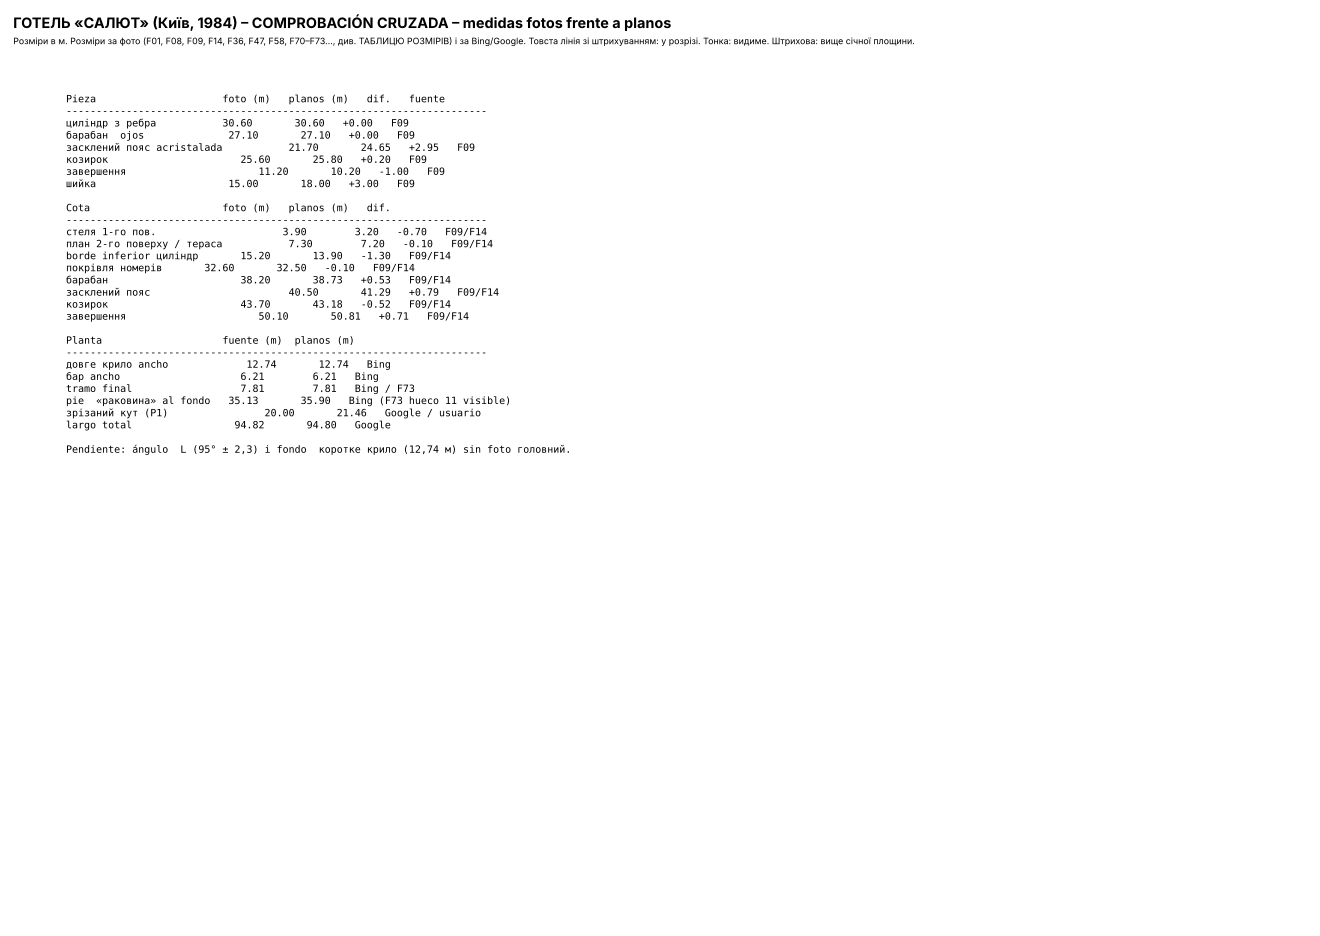 ГОТЕЛЬ «САЛЮТ» (Київ, 1984) – COMPROBACIÓN CRUZADA – medidas fotos frente a planos
Розміри в м. Розміри за фото (F01, F08, F09, F14, F36, F47, F58, F70–F73..., див. ТАБЛИЦЮ РОЗМІРІВ) і за Bing/Google. Товста лінія зі штрихуванням: у розрізі. Тонка: видиме. Штрихова: вище січної площини.
Pieza foto (m) planos (m) dif. fuente
----------------------------------------------------------------------
циліндр з ребра 30.60 30.60 +0.00 F09
барабан ojos 27.10 27.10 +0.00 F09
засклений пояс acristalada 21.70 24.65 +2.95 F09
козирок 25.60 25.80 +0.20 F09
завершення 11.20 10.20 -1.00 F09
шийка 15.00 18.00 +3.00 F09
Cota foto (m) planos (m) dif.
----------------------------------------------------------------------
стеля 1-го пов. 3.90 3.20 -0.70 F09/F14
план 2-го поверху / тераса 7.30 7.20 -0.10 F09/F14
borde inferior циліндр 15.20 13.90 -1.30 F09/F14
покрівля номерів 32.60 32.50 -0.10 F09/F14
барабан 38.20 38.73 +0.53 F09/F14
засклений пояс 40.50 41.29 +0.79 F09/F14
козирок 43.70 43.18 -0.52 F09/F14
завершення 50.10 50.81 +0.71 F09/F14
Planta fuente (m) planos (m)
----------------------------------------------------------------------
довге крило ancho 12.74 12.74 Bing
бар ancho 6.21 6.21 Bing
tramo final 7.81 7.81 Bing / F73
pie «раковина» al fondo 35.13 35.90 Bing (F73 hueco 11 visible)
зрізаний кут (P1) 20.00 21.46 Google / usuario
largo total 94.82 94.80 Google
Pendiente: ángulo L (95° ± 2,3) і fondo коротке крило (12,74 м) sin foto головний.